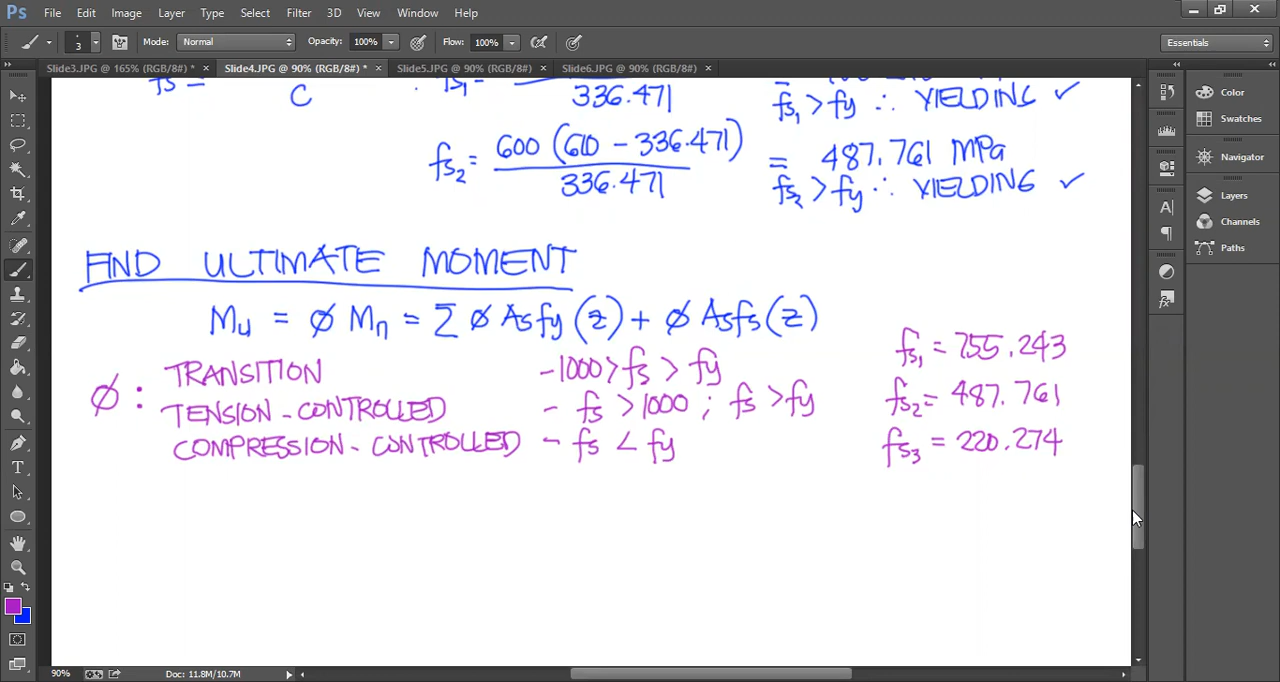 Ps File Edit Image Layer Type Select Filter 3D View Window Help
3 Mode: Normal Opacity: 100% Flow: 100% Essentials
Slide3.JPG @ 165% (RGB/8#) * × Slide4.JPG @ 90% (RGB/8#) * × Slide5.JPG @ 90% (RGB/8#) × Slide6.JPG @ 90% (RGB/8#) ×
fs =
C
fs₁ =
336.471
fs₁ > fy ∴ YIELDING ✓
fs₂ = 600 (610 - 336.471)
336.471
= 487.761 MPa
fs₂ > fy ∴ YIELDING ✓
FIND ULTIMATE MOMENT
Mu = ø Mn = Σ ø Asfy (z) + ø Asfs (z)
ø :
TRANSITION -1000 > fs > fy
TENSION-CONTROLLED - fs > 1000 ; fs > fy
COMPRESSION-CONTROLLED - fs < fy
fs₁ = 755.243
fs₂ = 487.761
fs₃ = 220.274
Color
Swatches
Navigator
Layers
Channels
Paths
90% Doc: 11.8M/10.7M